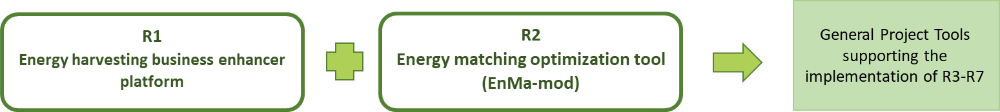 R1
Energy harvesting business enhancer
platform
R2
Energy matching optimization tool
(EnMa-mod)
General Project Tools
supporting the
implementation of R3-R7